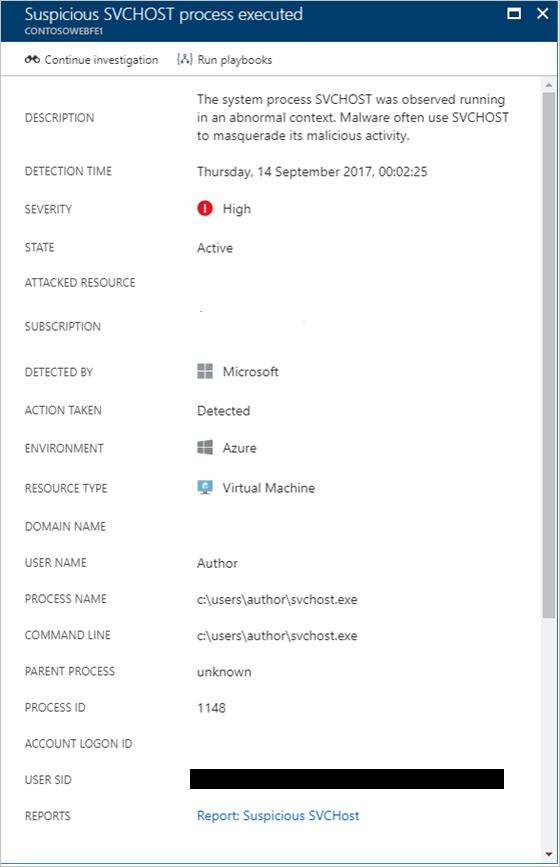 Suspicious SVCHOST process executed
CONTOSOWEBFE1
Continue investigation Run playbooks
DESCRIPTION
The system process SVCHOST was observed running
in an abnormal context. Malware often use SVCHOST
to masquerade its malicious activity.
DETECTION TIME Thursday, 14 September 2017, 00:02:25
SEVERITY High
STATE Active
ATTACKED RESOURCE
SUBSCRIPTION
DETECTED BY Microsoft
ACTION TAKEN Detected
ENVIRONMENT Azure
RESOURCE TYPE Virtual Machine
DOMAIN NAME
USER NAME Author
PROCESS NAME c:\users\author\svchost.exe
COMMAND LINE c:\users\author\svchost.exe
PARENT PROCESS unknown
PROCESS ID 1148
ACCOUNT LOGON ID
USER SID
REPORTS Report: Suspicious SVCHost